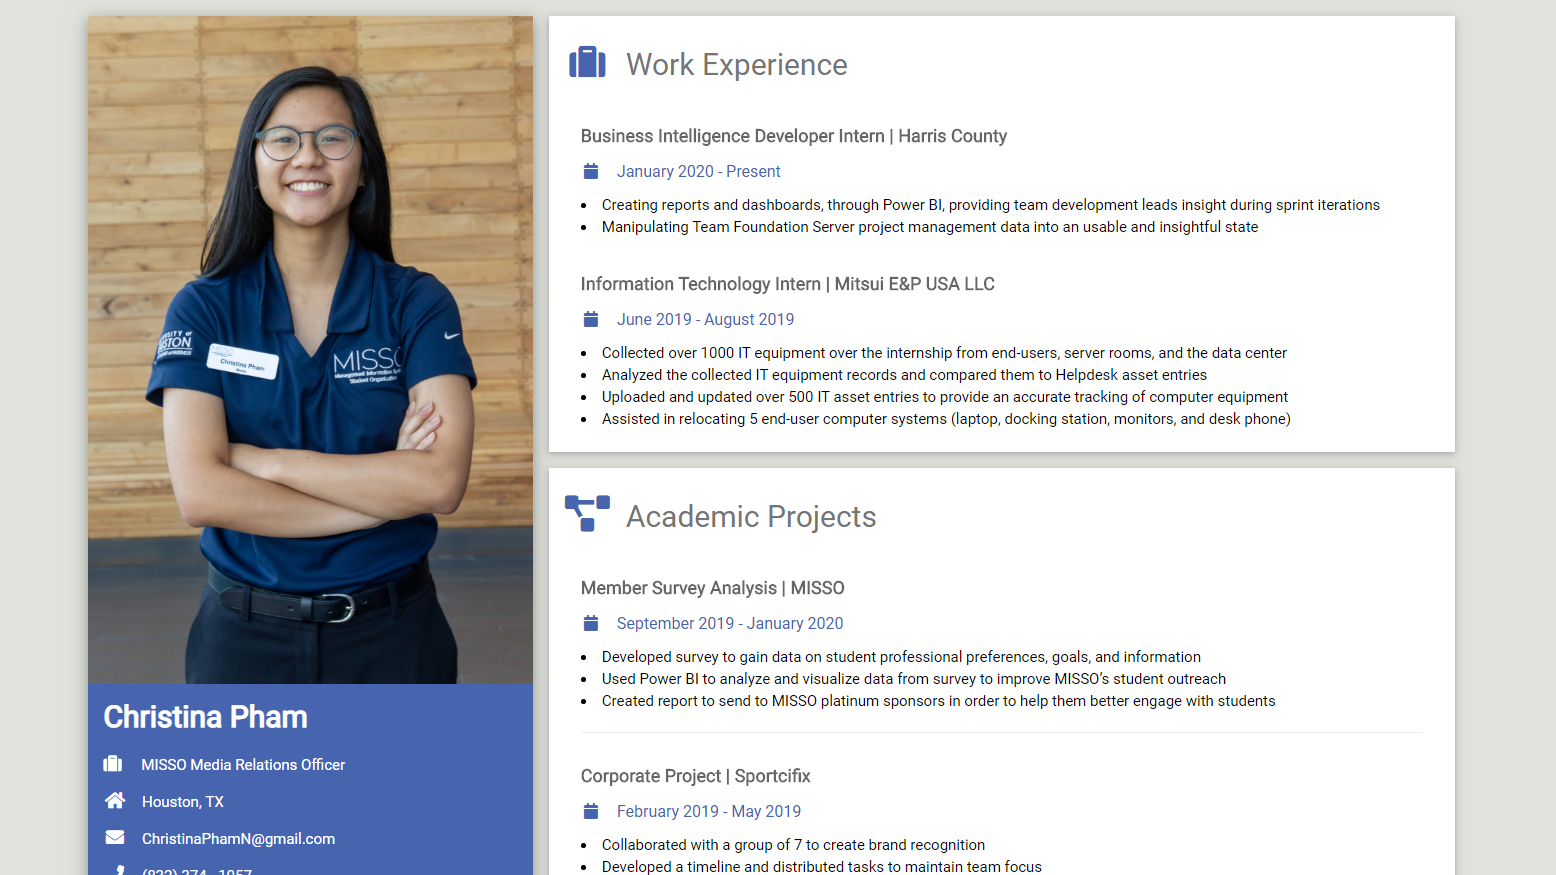 UNIVERSITY of
HOUSTON
Christina Pham
MISSO
Management Information
Student Organization
Christina Pham
MISSO Media Relations Officer
Houston, TX
ChristinaPhamN@gmail.com
Work Experience
Business Intelligence Developer Intern | Harris County
January 2020 - Present
• Creating reports and dashboards, through Power BI, providing team development leads insight during sprint iterations
• Manipulating Team Foundation Server project management data into an usable and insightful state
Information Technology Intern | Mitsui E&P USA LLC
June 2019 - August 2019
• Collected over 1000 IT equipment over the internship from end-users, server rooms, and the data center
• Analyzed the collected IT equipment records and compared them to Helpdesk asset entries
• Uploaded and updated over 500 IT asset entries to provide an accurate tracking of computer equipment
• Assisted in relocating 5 end-user computer systems (laptop, docking station, monitors, and desk phone)
Academic Projects
Member Survey Analysis | MISSO
September 2019 - January 2020
• Developed survey to gain data on student professional preferences, goals, and information
• Used Power BI to analyze and visualize data from survey to improve MISSO’s student outreach
• Created report to send to MISSO platinum sponsors in order to help them better engage with students
Corporate Project | Sportcifix
February 2019 - May 2019
• Collaborated with a group of 7 to create brand recognition
• Developed a timeline and distributed tasks to maintain team focus